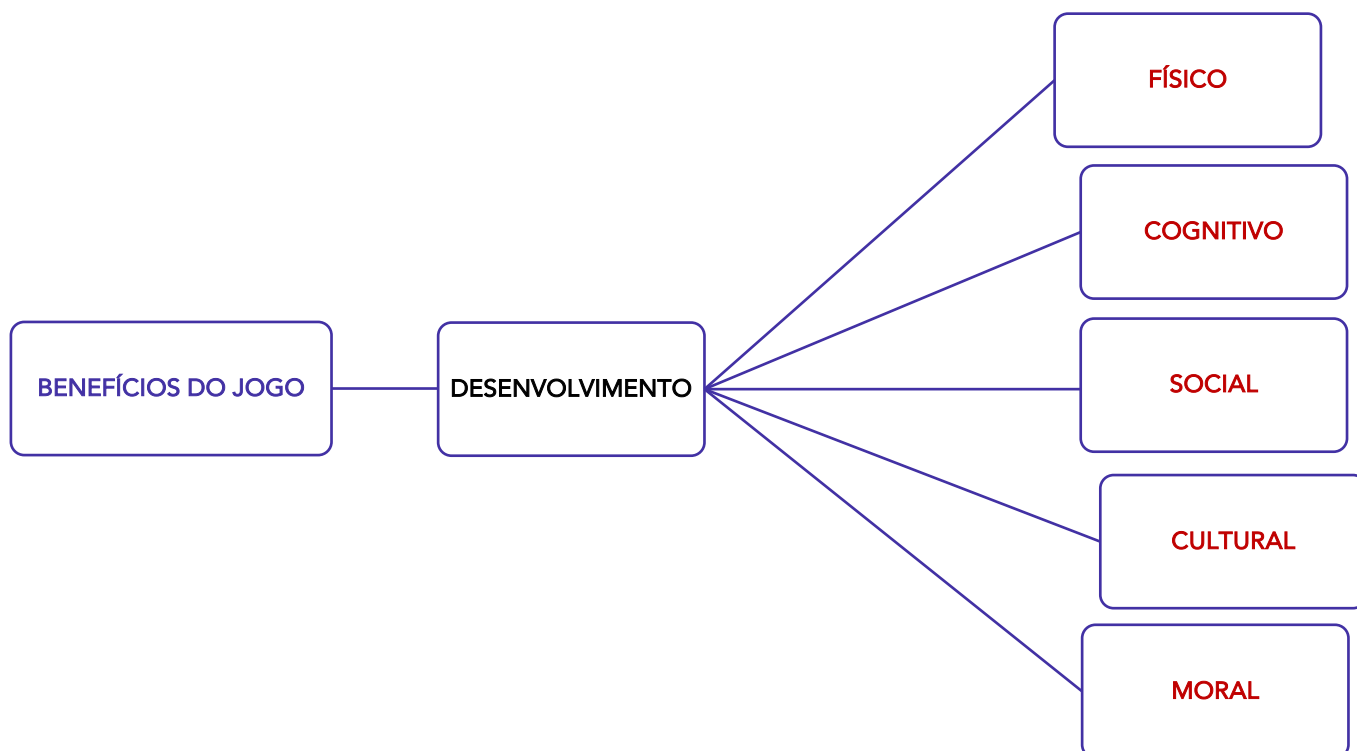 FÍSICO
COGNITIVO
BENEFÍCIOS DO JOGO
DESENVOLVIMENTO
SOCIAL
CULTURAL
MORAL